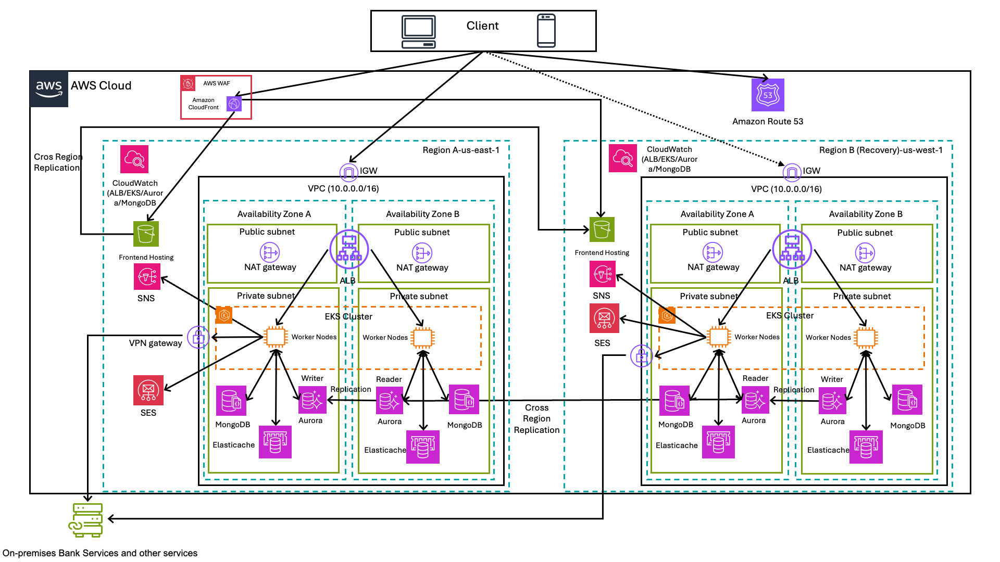 Client
aws
AWS Cloud
AWS WAF
Amazon
CloudFront
53
Amazon Route 53
Cros Region
Replication
Region A-us-east-1
CloudWatch
(ALB/EKS/Auror
a/MongoDB
IGW
VPC (10.0.0.0/16)
Availability Zone A
Availability Zone B
Public subnet
Public subnet
NAT gateway
NAT gateway
ALB
Frontend Hosting
SNS
Private subnet
Private subnet
EKS Cluster
K
Worker Nodes
Worker Nodes
VPN gateway
SES
Writer
Reader
Replication
MongoDB
Aurora
Aurora
MongoDB
Elasticache
Elasticache
Cross
Region
Replication
CloudWatch
(ALB/EKS/Auror
a/MongoDB
Region B (Recovery)-us-west-1
IGW
VPC (10.0.0.0/16)
Availability Zone A
Availability Zone B
Public subnet
Public subnet
NAT gateway
NAT gateway
ALB
Frontend Hosting
SNS
SES
Private subnet
Private subnet
EKS Cluster
K
Worker Nodes
Worker Nodes
Reader
Writer
Replication
MongoDB
Aurora
Aurora
MongoDB
Elasticache
Elasticache
On-premises Bank Services and other services